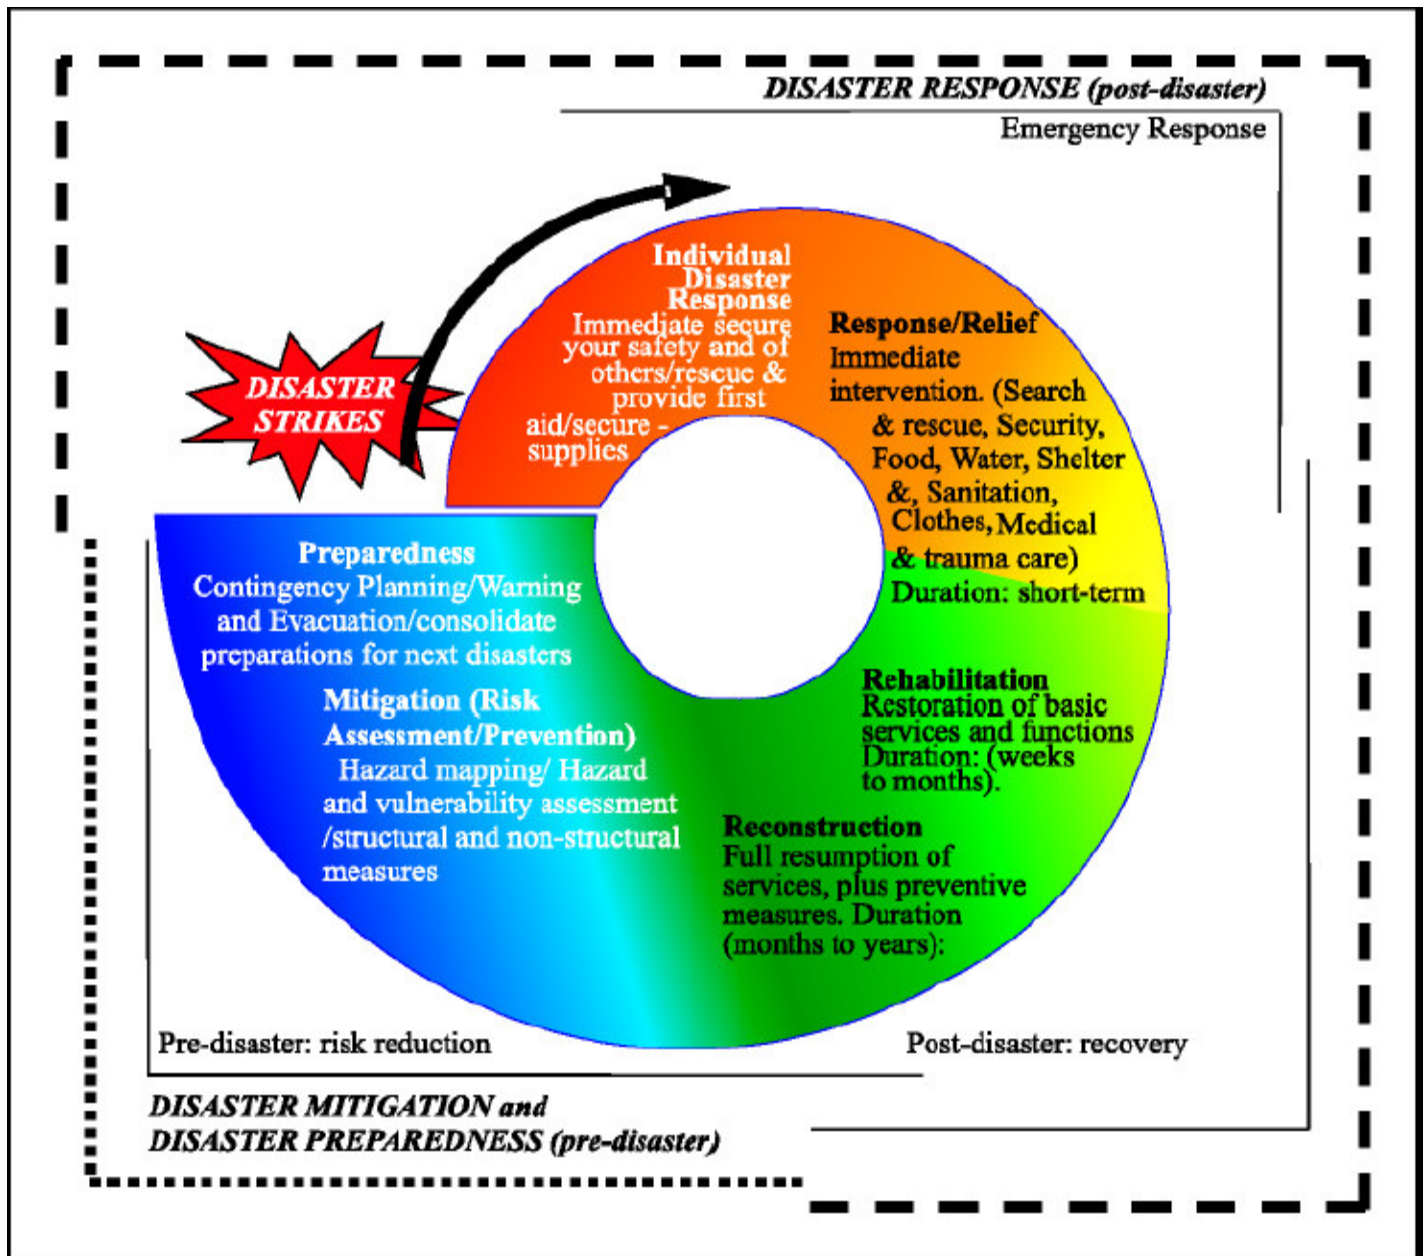 DISASTER RESPONSE (post-disaster)
Emergency Response
DISASTER
STRIKES
Individual
Disaster
Response
Immediate secure
your safety and of
others/rescue &
provide first
aid/secure -
supplies
Response/Relief
Immediate
intervention. (Search
& rescue, Security,
Food, Water, Shelter
&, Sanitation,
Clothes, Medical
& trauma care)
Duration: short-term
Rehabilitation
Restoration of basic
services and functions
Duration: (weeks
to months).
Reconstruction
Full resumption of
services, plus preventive
measures. Duration
(months to years):
Preparedness
Contingency Planning/Warning
and Evacuation/consolidate
preparations for next disasters
Mitigation (Risk
Assessment/Prevention)
Hazard mapping/ Hazard
and vulnerability assessment
/structural and non-structural
measures
Pre-disaster: risk reduction
Post-disaster: recovery
DISASTER MITIGATION and
DISASTER PREPAREDNESS (pre-disaster)